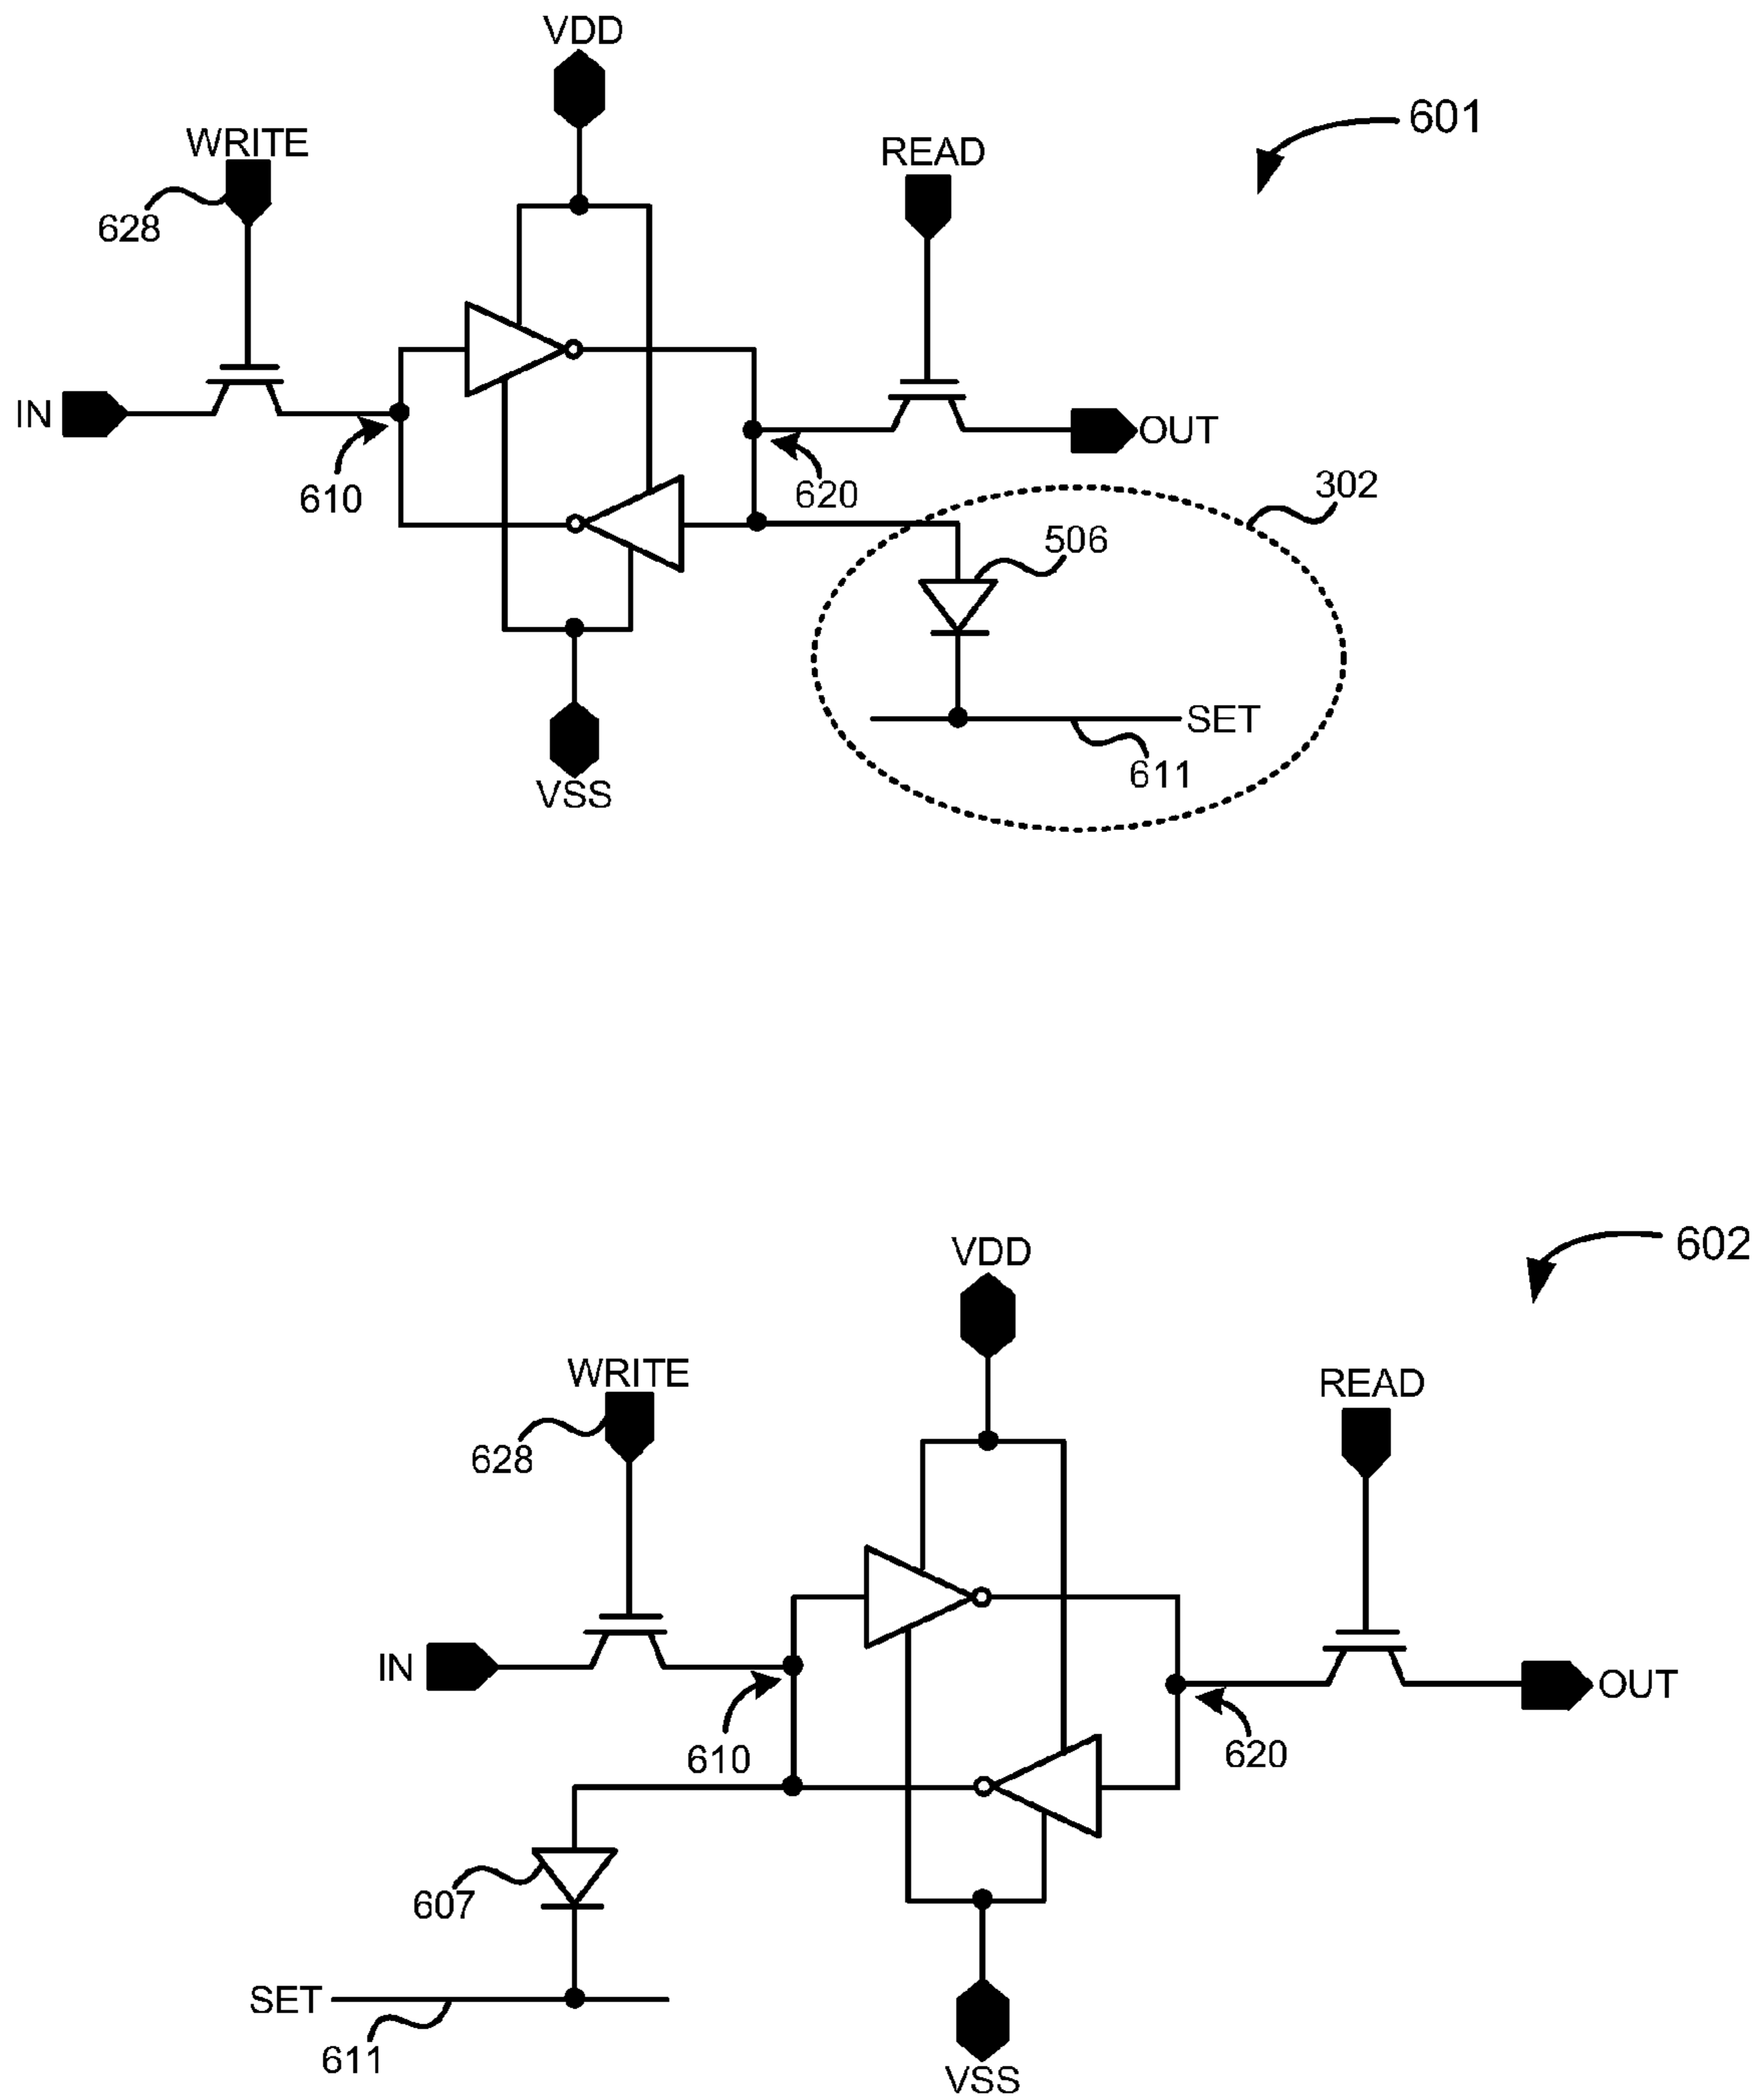 VDD
601
WRITE
READ
628
IN
OUT
610
620
302
506
SET
611
VSS
602
VDD
WRITE
READ
628
IN
OUT
610
620
607
SET
611
VSS